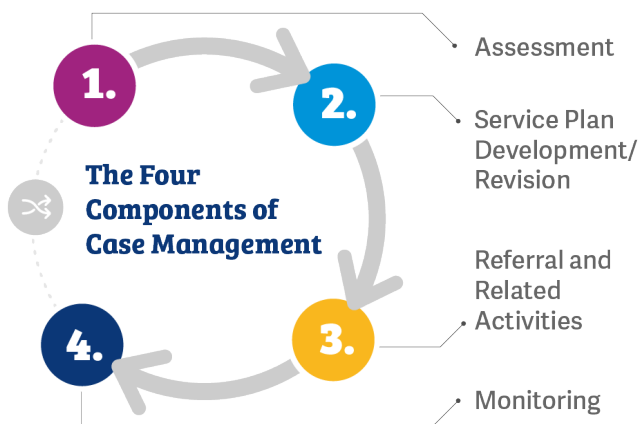 1.
Assessment
2.
Service Plan
Development/
Revision
The Four
Components of
Case Management
Referral and
Related
Activities
3.
4.
Monitoring